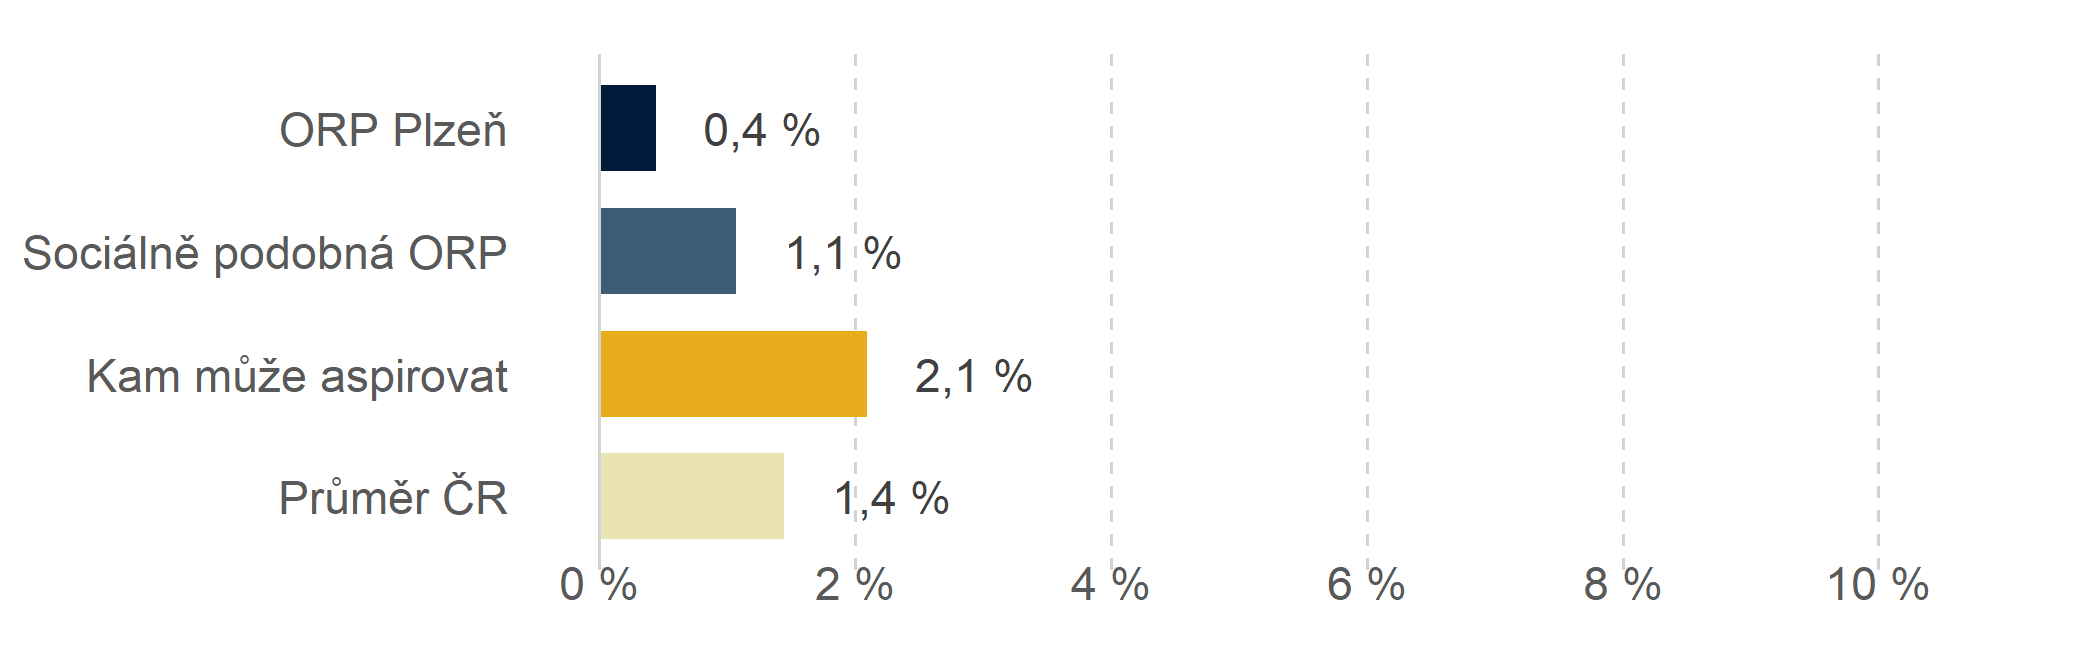 ORP Plzeň 0,4 %
Sociálně podobná ORP 1,1 %
Kam může aspirovat 2,1 %
Průměr ČR 1,4 %
0 % 2 % 4 % 6 % 8 % 10 %